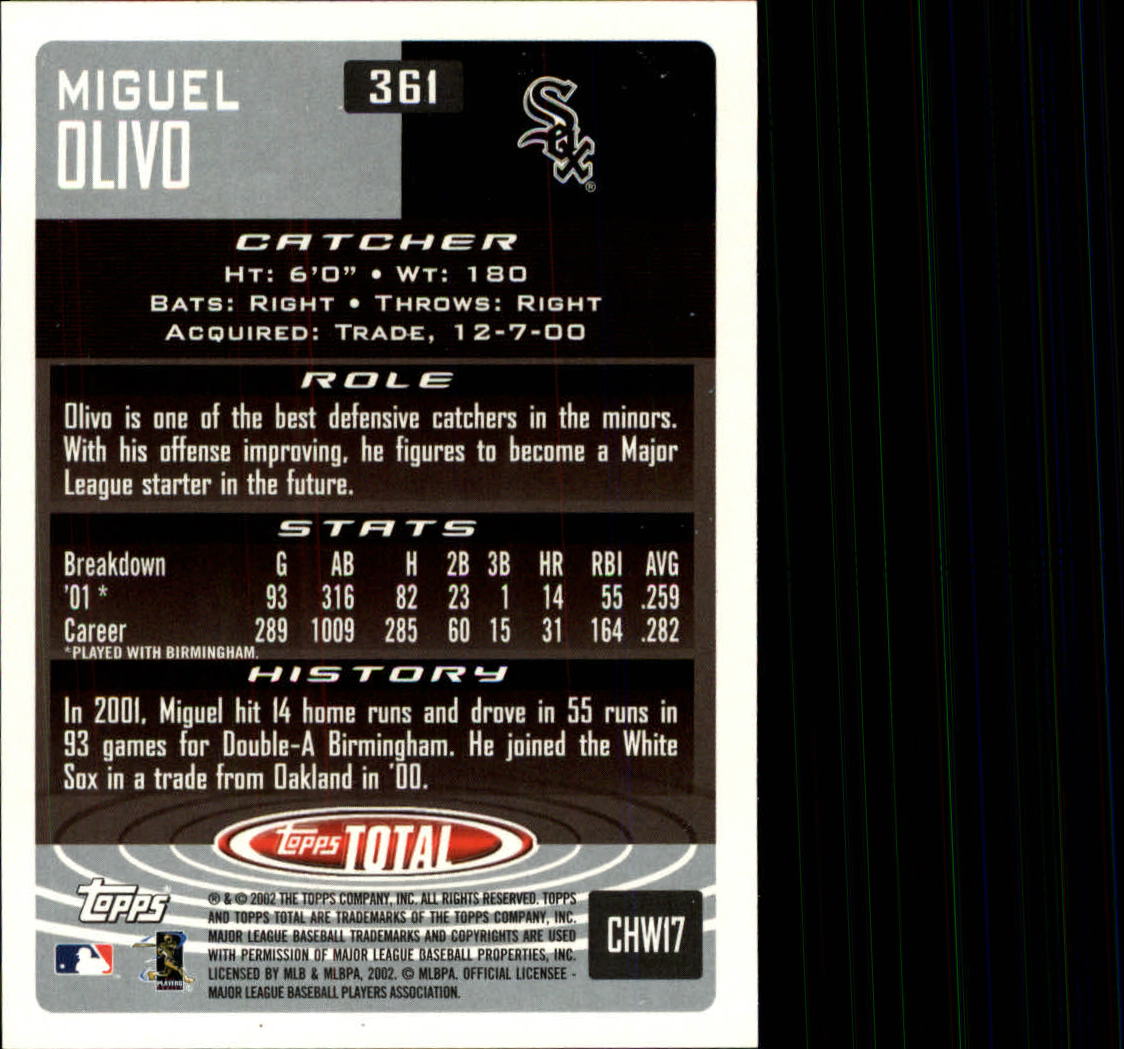 MIGUEL
OLIVO
361
Sox
®
CATCHER
HT: 6'0" • WT: 180
BATS: RIGHT • THROWS: RIGHT
ACQUIRED: TRADE, 12-7-00
ROLE
Olivo is one of the best defensive catchers in the minors.
With his offense improving, he figures to become a Major
League starter in the future.
STATS
Breakdown G AB H 2B 3B HR RBI AVG
'01 * 93 316 82 23 1 14 55 .259
Career 289 1009 285 60 15 31 164 .282
*PLAYED WITH BIRMINGHAM.
HISTORY
In 2001, Miguel hit 14 home runs and drove in 55 runs in
93 games for Double-A Birmingham. He joined the White
Sox in a trade from Oakland in '00.
topps TOTAL
topps
® & © 2002 THE TOPPS COMPANY, INC. ALL RIGHTS RESERVED. TOPPS
AND TOPPS TOTAL ARE TRADEMARKS OF THE TOPPS COMPANY, INC.
MAJOR LEAGUE BASEBALL TRADEMARKS AND COPYRIGHTS ARE USED
WITH PERMISSION OF MAJOR LEAGUE BASEBALL PROPERTIES, INC.
LICENSED BY MLB & MLBPA, 2002. © MLBPA. OFFICIAL LICENSEE -
MAJOR LEAGUE BASEBALL PLAYERS ASSOCIATION.
PLAYERS
CHW17